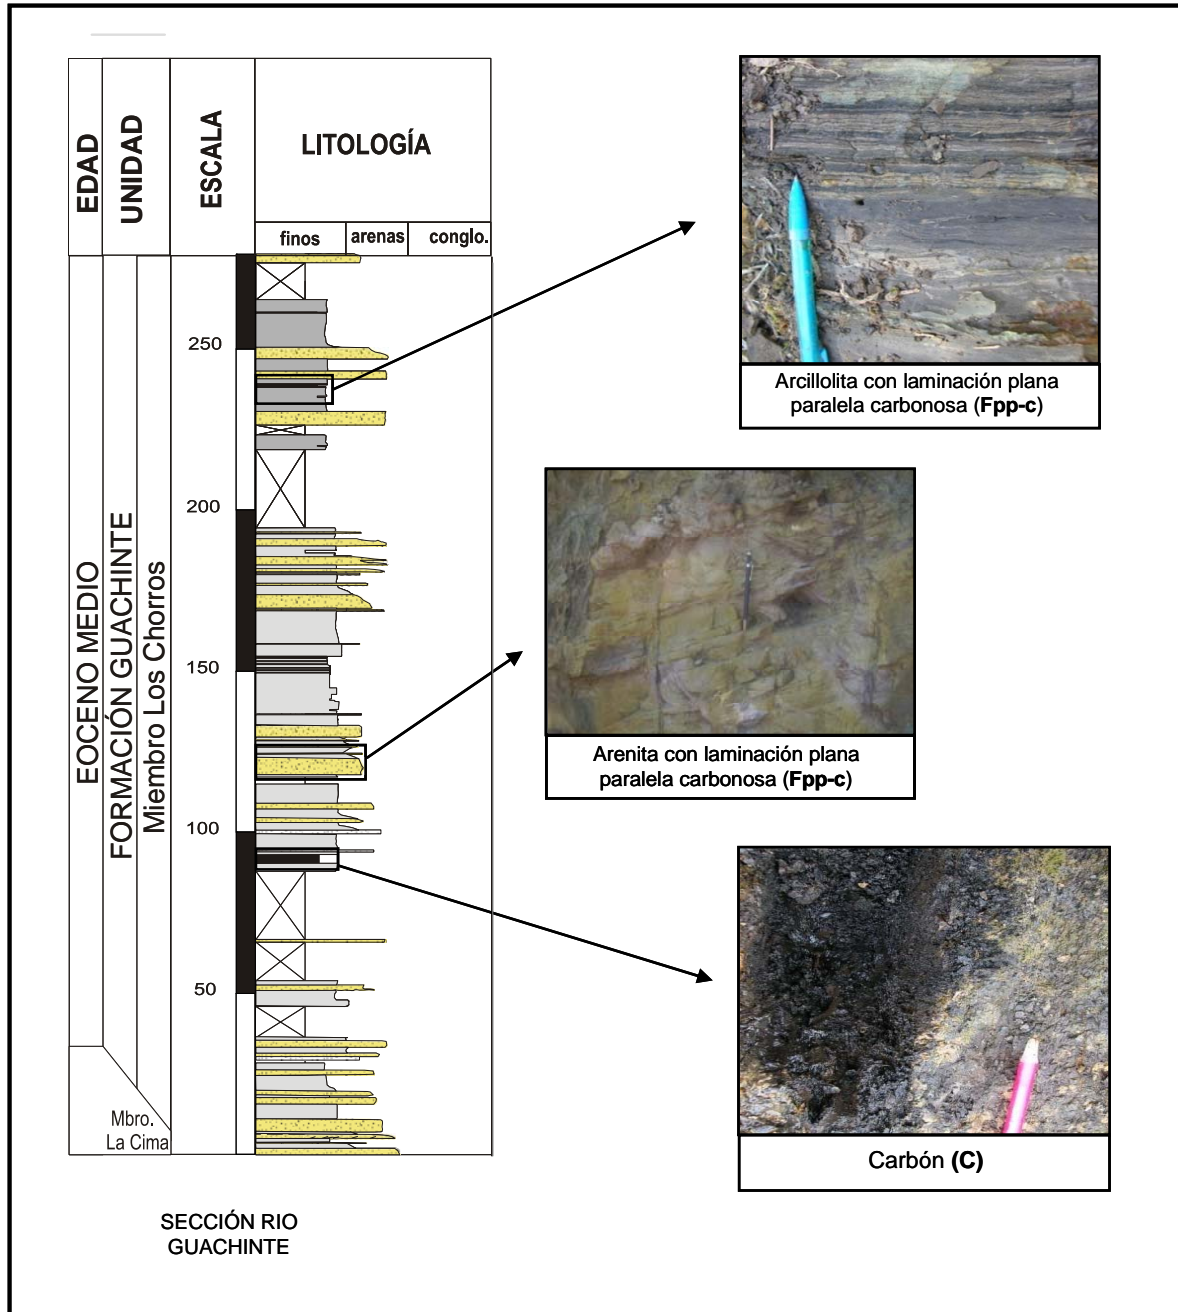 EDAD
UNIDAD
ESCALA
LITOLOGÍA
finos
arenas
conglo.
250
200
150
100
50
EOCENO MEDIO
FORMACIÓN GUACHINTE
Miembro Los Chorros
Mbro.
La Cima
SECCIÓN RIO
GUACHINTE
Arcillolita con laminación plana
paralela carbonosa (Fpp-c)
Arenita con laminación plana
paralela carbonosa (Fpp-c)
Carbón (C)